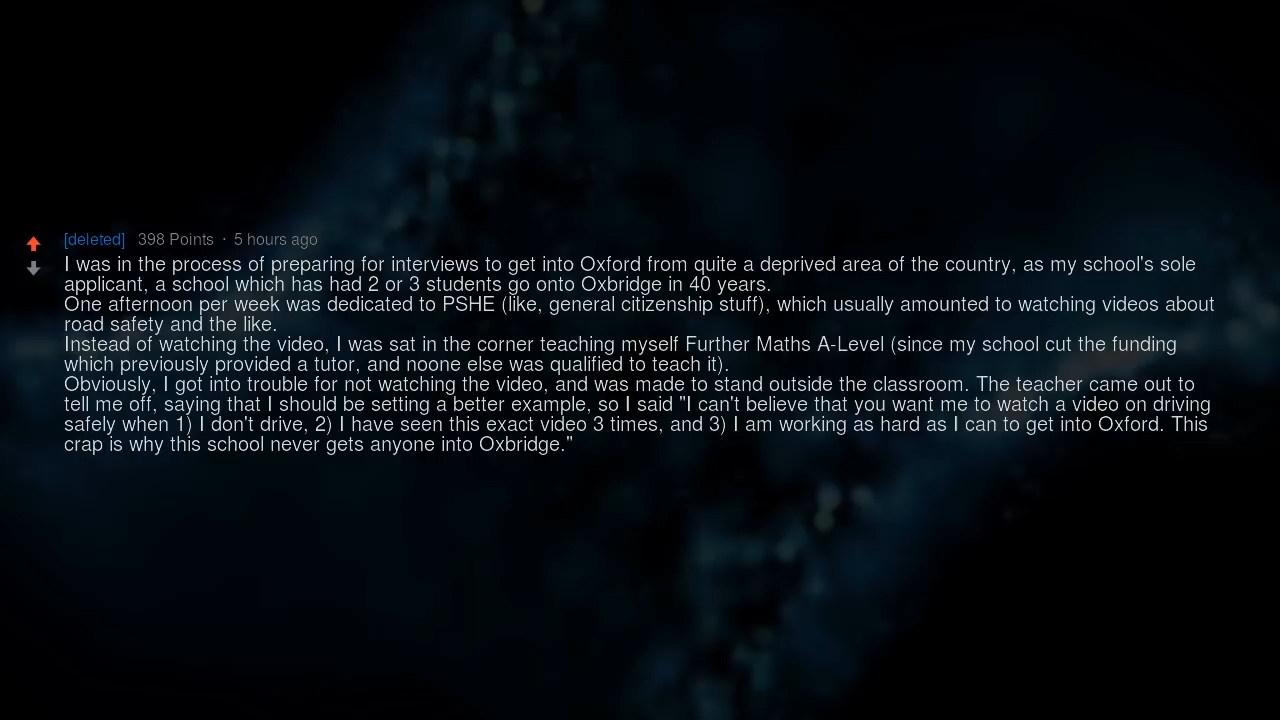 [deleted] 398 Points · 5 hours ago
I was in the process of preparing for interviews to get into Oxford from quite a deprived area of the country, as my school's sole
applicant, a school which has had 2 or 3 students go onto Oxbridge in 40 years.
One afternoon per week was dedicated to PSHE (like, general citizenship stuff), which usually amounted to watching videos about
road safety and the like.
Instead of watching the video, I was sat in the corner teaching myself Further Maths A-Level (since my school cut the funding
which previously provided a tutor, and noone else was qualified to teach it).
Obviously, I got into trouble for not watching the video, and was made to stand outside the classroom. The teacher came out to
tell me off, saying that I should be setting a better example, so I said "I can't believe that you want me to watch a video on driving
safely when 1) I don't drive, 2) I have seen this exact video 3 times, and 3) I am working as hard as I can to get into Oxford. This
crap is why this school never gets anyone into Oxbridge."